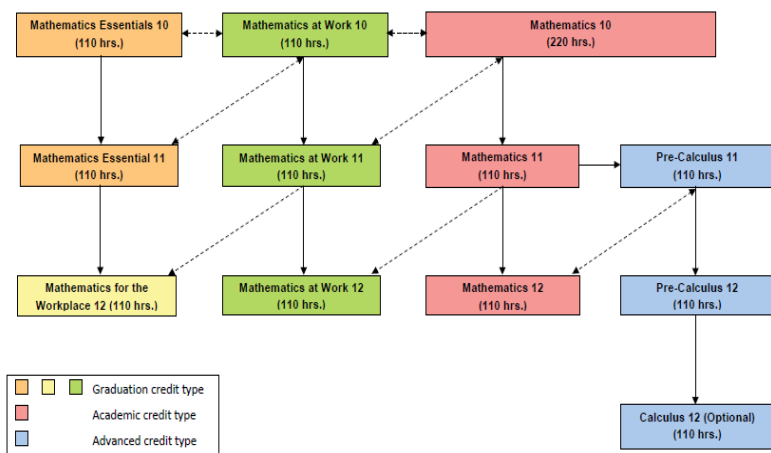 Mathematics Essentials 10
(110 hrs.)
Mathematics at Work 10
(110 hrs.)
Mathematics 10
(220 hrs.)
Mathematics Essential 11
(110 hrs.)
Mathematics at Work 11
(110 hrs.)
Mathematics 11
(110 hrs.)
Pre-Calculus 11
(110 hrs.)
Mathematics for the
Workplace 12 (110 hrs.)
Mathematics at Work 12
(110 hrs.)
Mathematics 12
(110 hrs.)
Pre-Calculus 12
(110 hrs.)
Graduation credit type
Academic credit type
Advanced credit type
Calculus 12 (Optional)
(110 hrs.)